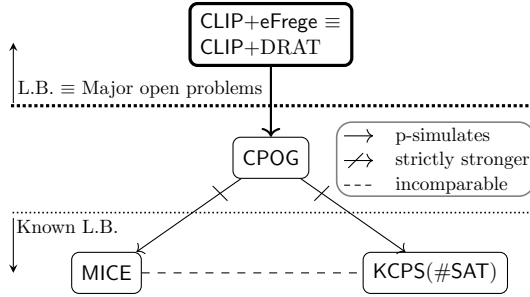 CLIP+eFrege ≡
CLIP+DRAT
L.B. ≡ Major open problems
p-simulates
CPOG
strictly stronger
incomparable
Known L.B.
MICE
KCPS(#SAT)